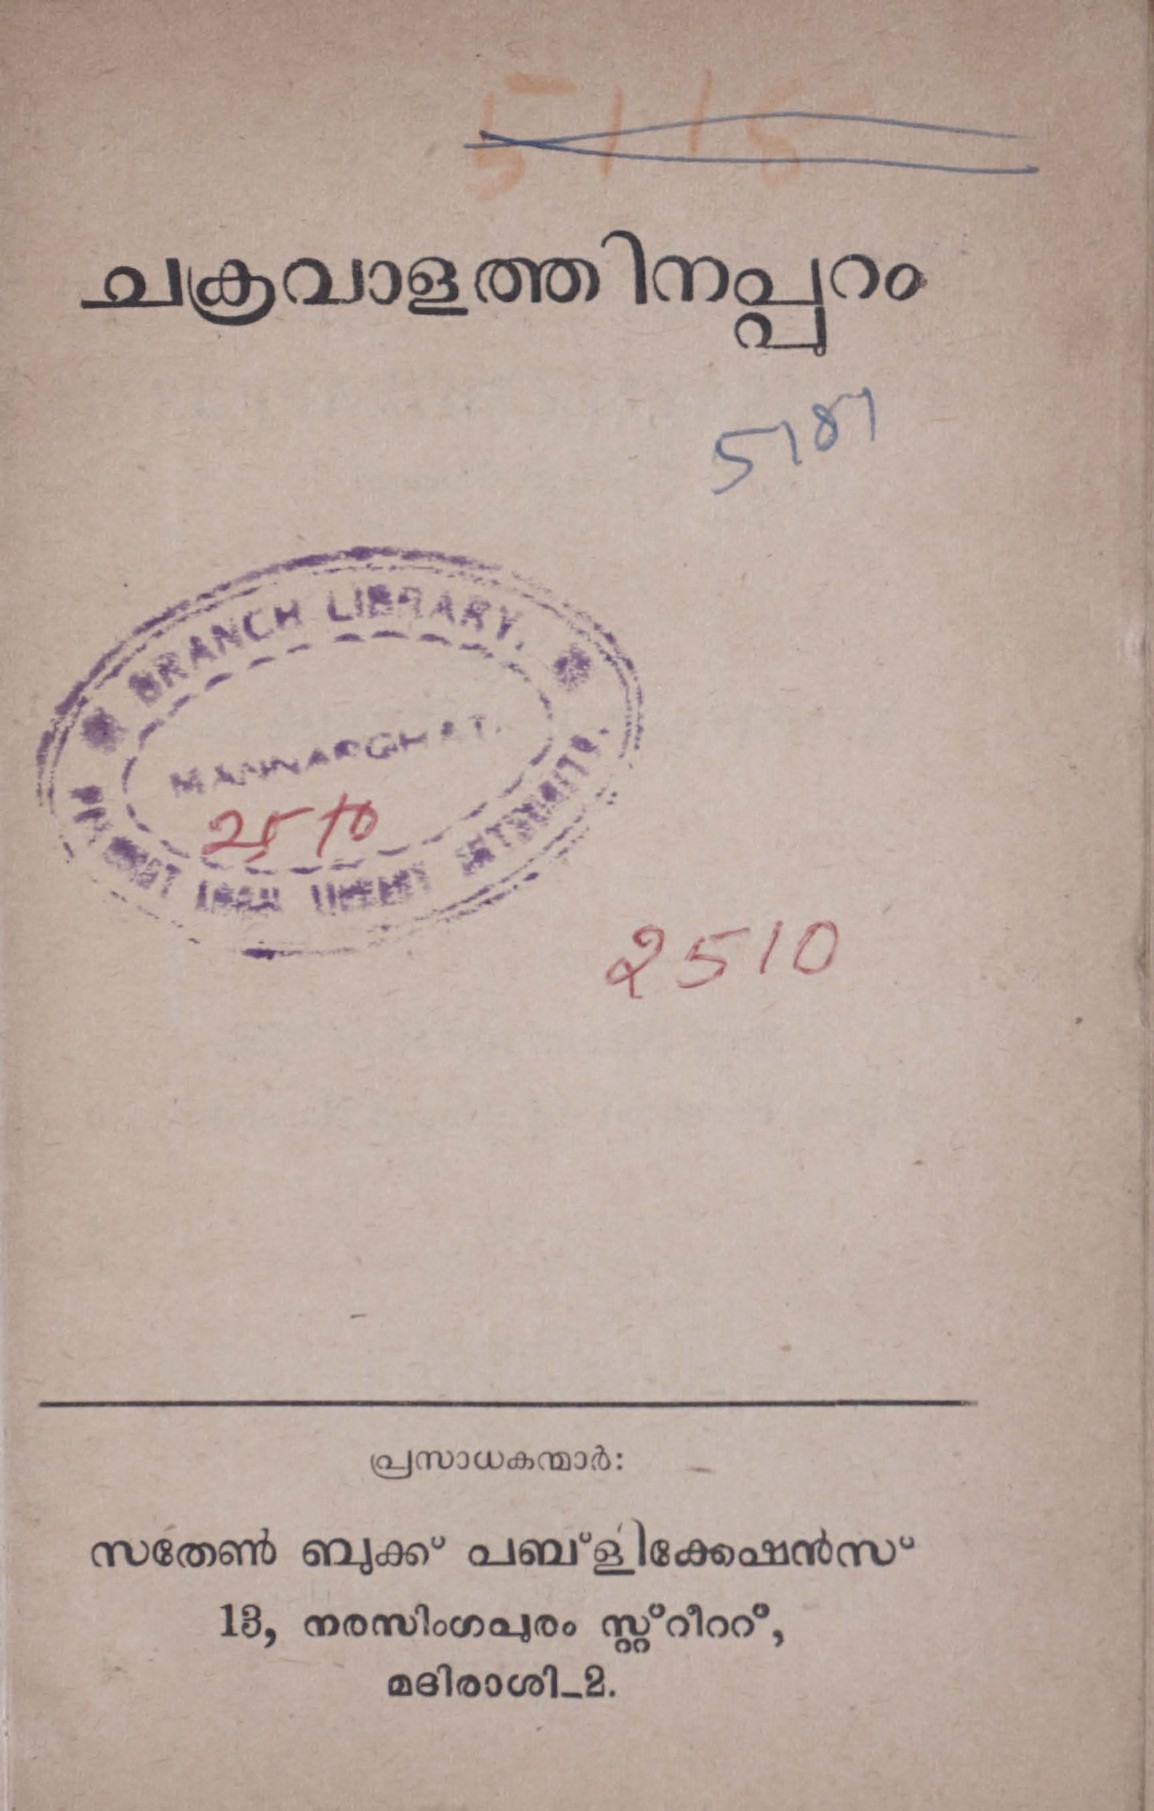 5115
ചക്രവാളത്തിനപ്പുറം
5181
BRANCH LIBRARY.
MANNARGHAT.
2510
2510
പ്രസാധകന്മാർ:
സതേൺ ബുക്ക് പബ്ളിക്കേഷൻസ്
13, നരസിംഗപുരം സ്റ്റ്റീററ്,
മദിരാശി_2.